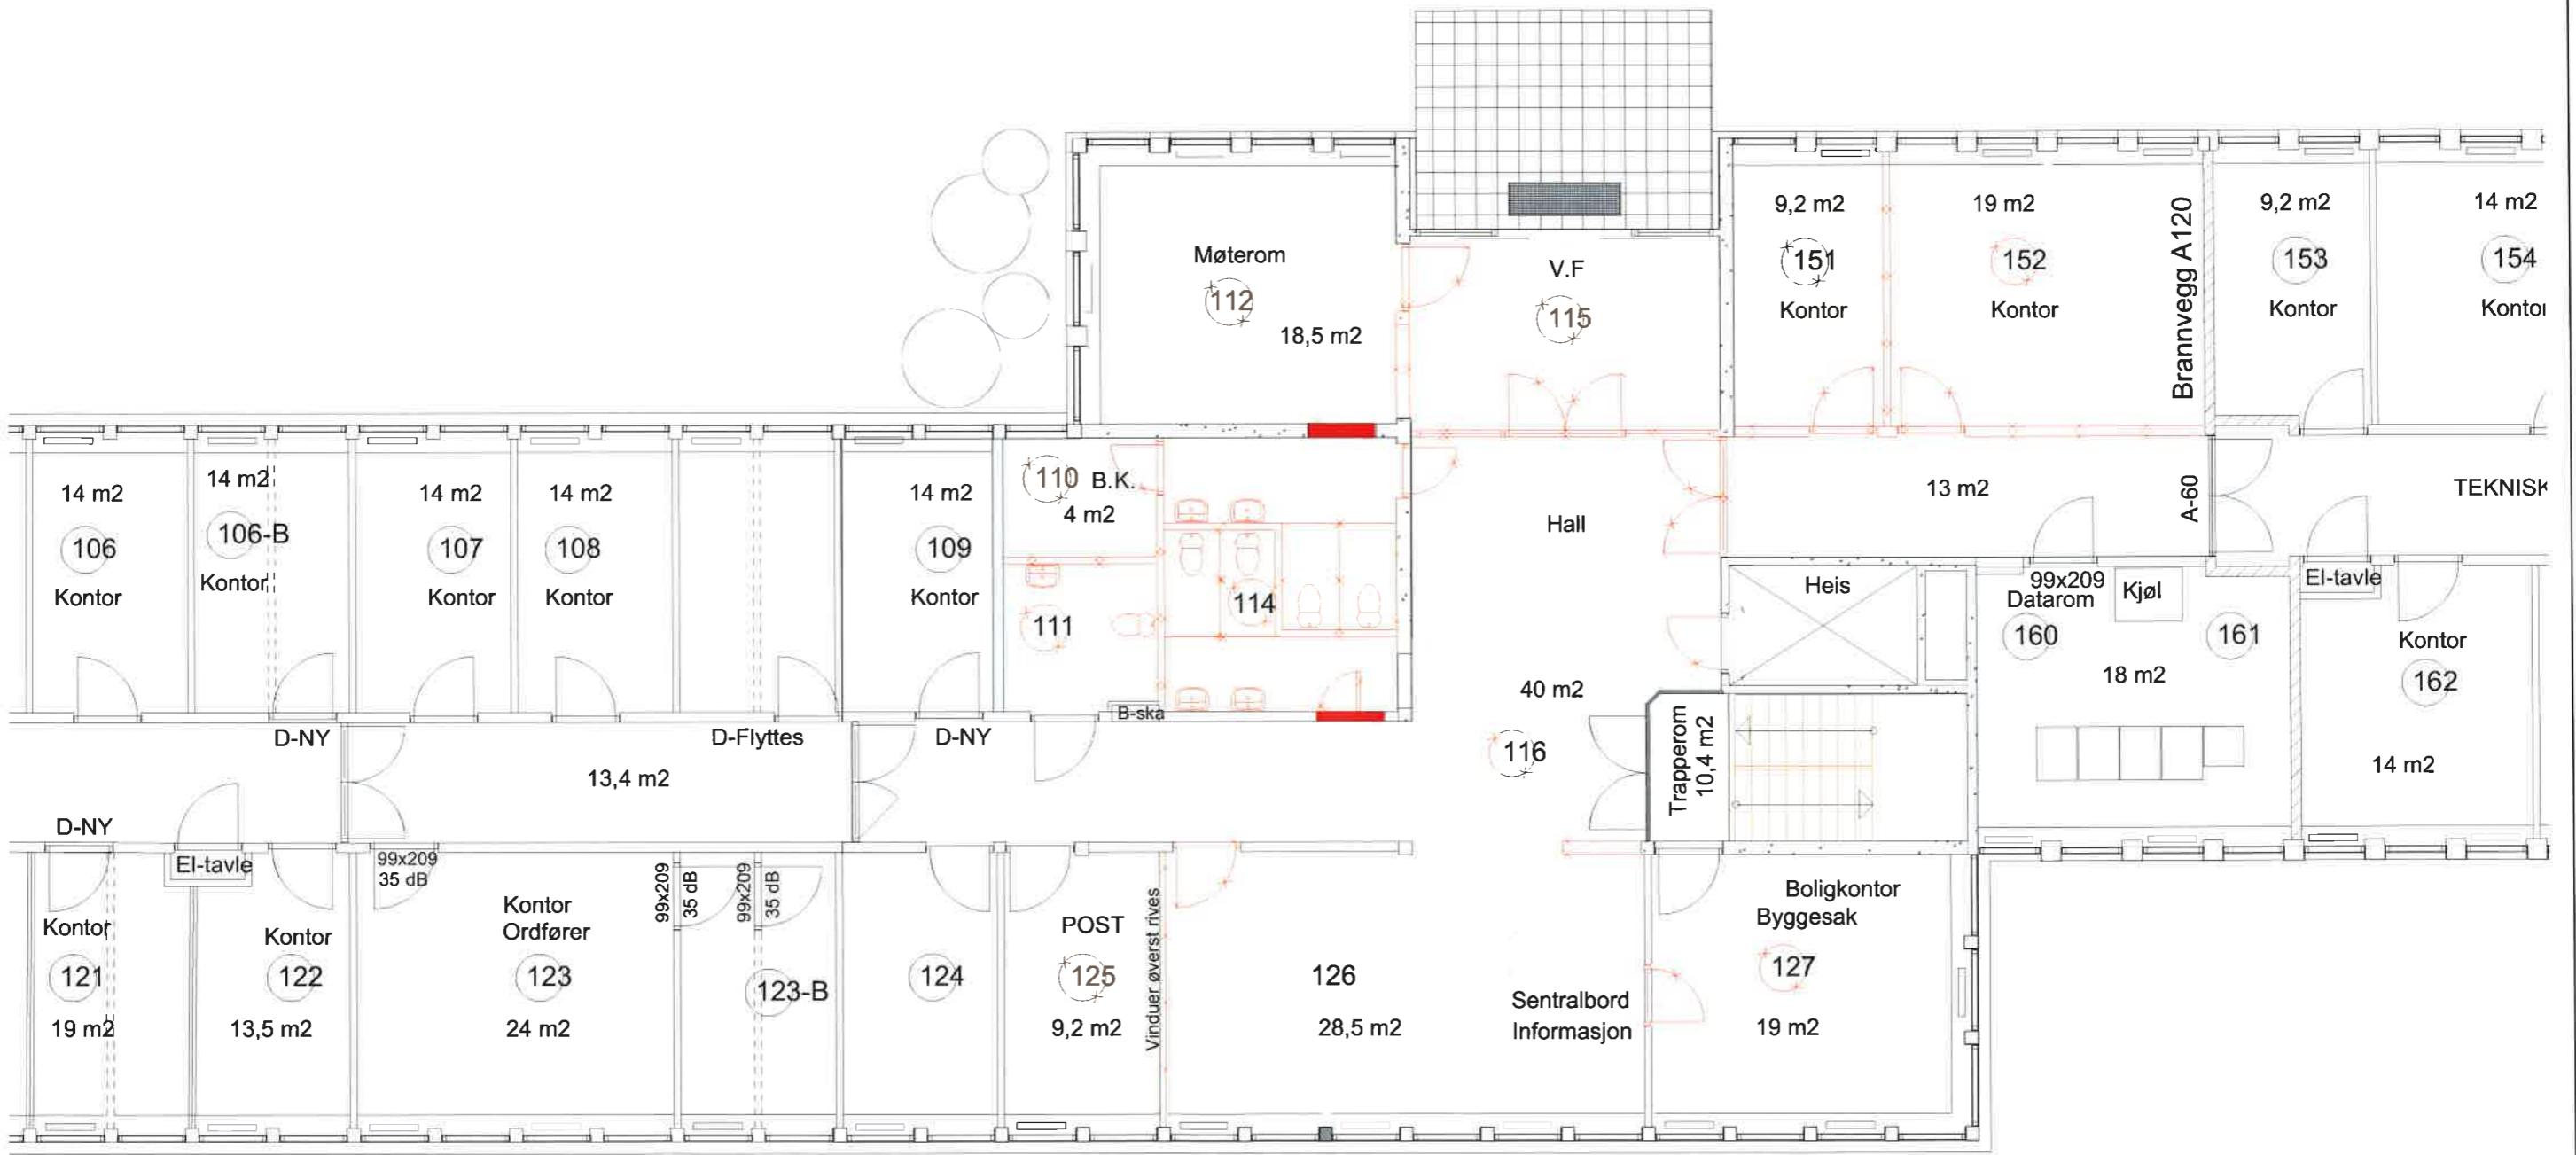 Møterom
112
18,5 m2
V.F
115
9,2 m2
151
Kontor
19 m2
152
Kontor
Brannvegg A120
9,2 m2
153
Kontor
14 m2
154
Kontor
14 m2
106
Kontor
14 m2
106-B
Kontor
14 m2
107
Kontor
14 m2
108
Kontor
14 m2
109
Kontor
110 B.K.
4 m2
111
114
Hall
13 m2
A-60
TEKNISK
Heis
99x209
Datarom
Kjøl
160
161
18 m2
El-tavle
Kontor
162
14 m2
B-ska
40 m2
116
Trapperom
10,4 m2
D-NY
D-Flyttes
D-NY
13,4 m2
D-NY
El-tavle
99x209
35 dB
99x209
35 dB
99x209
35 dB
Kontor
121
19 m2
Kontor
122
13,5 m2
Kontor
Ordfører
123
24 m2
123-B
124
POST
125
9,2 m2
Vinduer øverst rives
126
28,5 m2
Sentralbord
Informasjon
Boligkontor
Byggesak
127
19 m2